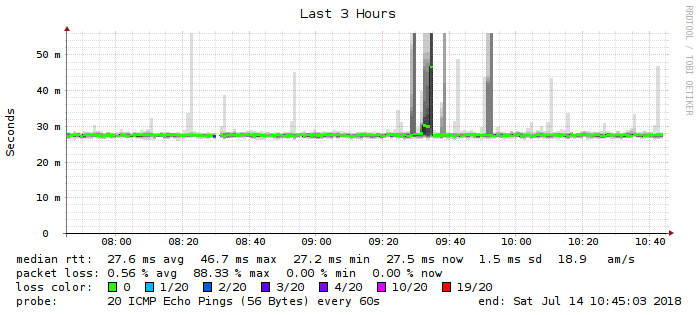 Last 3 Hours
RRDTOOL / TOBI OETIKER
Seconds
50 m
40 m
30 m
20 m
10 m
0
08:00 08:20 08:40 09:00 09:20 09:40 10:00 10:20 10:40
median rtt: 27.6 ms avg 46.7 ms max 27.2 ms min 27.5 ms now 1.5 ms sd 18.9 am/s
packet loss: 0.56 % avg 88.33 % max 0.00 % min 0.00 % now
loss color: 0 1/20 2/20 3/20 4/20 10/20 19/20
probe: 20 ICMP Echo Pings (56 Bytes) every 60s end: Sat Jul 14 10:45:03 2018